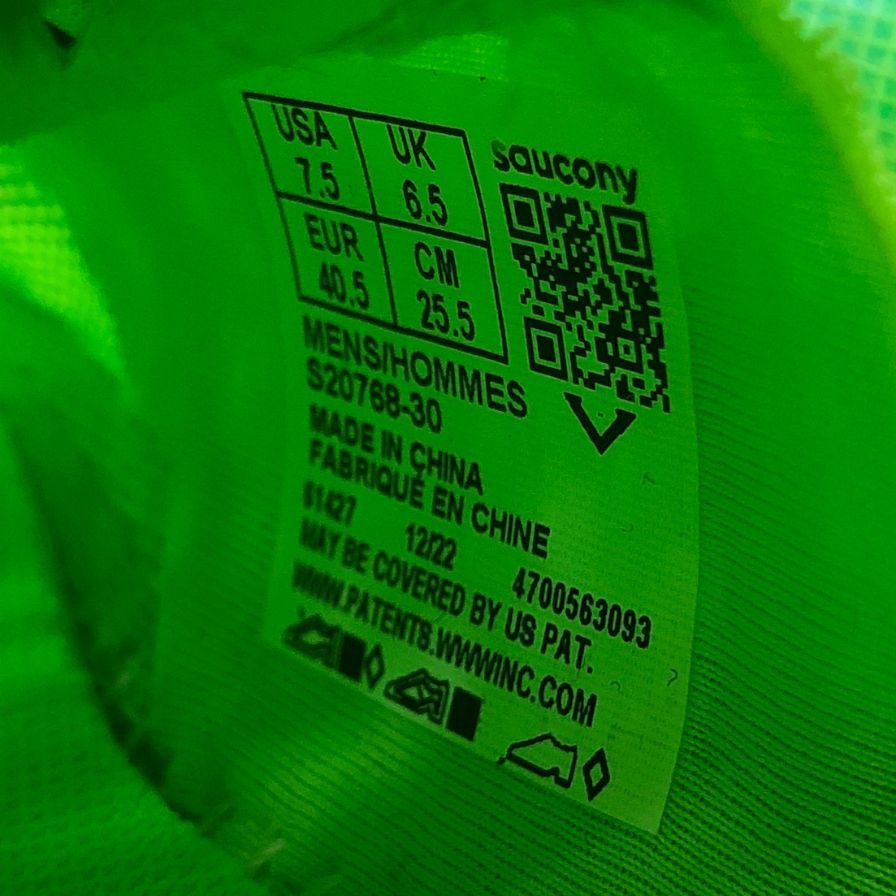 USA UK
7.5 6.5
EUR CM
40.5 25.5
saucony
V
MENS/HOMMES
S20768-30
MADE IN CHINA
FABRIQUÉ EN CHINE
61427 12/22 4700563093
MAY BE COVERED BY US PAT.
WWW.PATENTS.WWWINC.COM